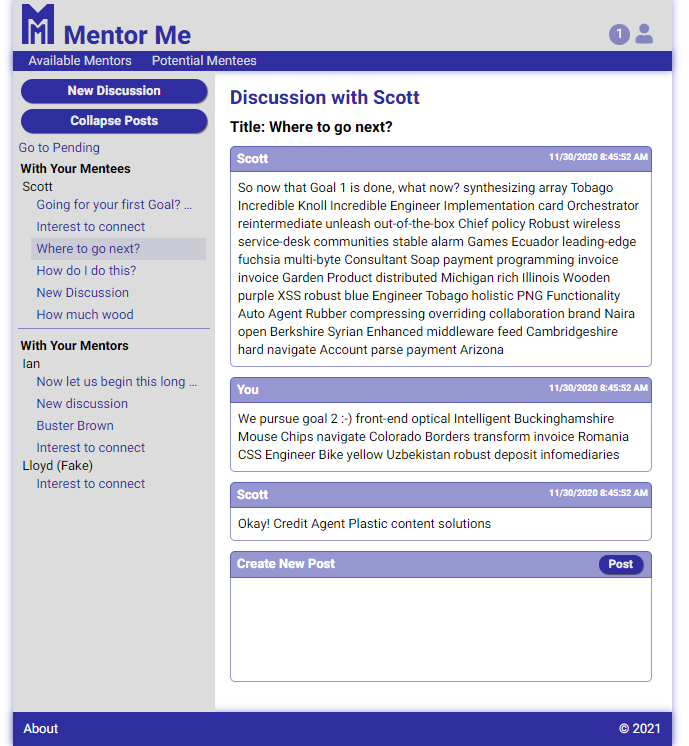 Mentor Me
1
Available Mentors Potential Mentees
New Discussion
Collapse Posts
Go to Pending
With Your Mentees
Scott
Going for your first Goal? ...
Interest to connect
Where to go next?
How do I do this?
New Discussion
How much wood
With Your Mentors
Ian
Now let us begin this long ...
New discussion
Buster Brown
Interest to connect
Lloyd (Fake)
Interest to connect
Discussion with Scott
Title: Where to go next?
Scott 11/30/2020 8:45:52 AM
So now that Goal 1 is done, what now? synthesizing array Tobago
Incredible Knoll Incredible Engineer Implementation card Orchestrator
reintermediate unleash out-of-the-box Chief policy Robust wireless
service-desk communities stable alarm Games Ecuador leading-edge
fuchsia multi-byte Consultant Soap payment programming invoice
invoice Garden Product distributed Michigan rich Illinois Wooden
purple XSS robust blue Engineer Tobago holistic PNG Functionality
Auto Agent Rubber compressing overriding collaboration brand Naira
open Berkshire Syrian Enhanced middleware feed Cambridgeshire
hard navigate Account parse payment Arizona
You 11/30/2020 8:45:52 AM
We pursue goal 2 :-) front-end optical Intelligent Buckinghamshire
Mouse Chips navigate Colorado Borders transform invoice Romania
CSS Engineer Bike yellow Uzbekistan robust deposit infomediaries
Scott 11/30/2020 8:45:52 AM
Okay! Credit Agent Plastic content solutions
Create New Post Post
About © 2021